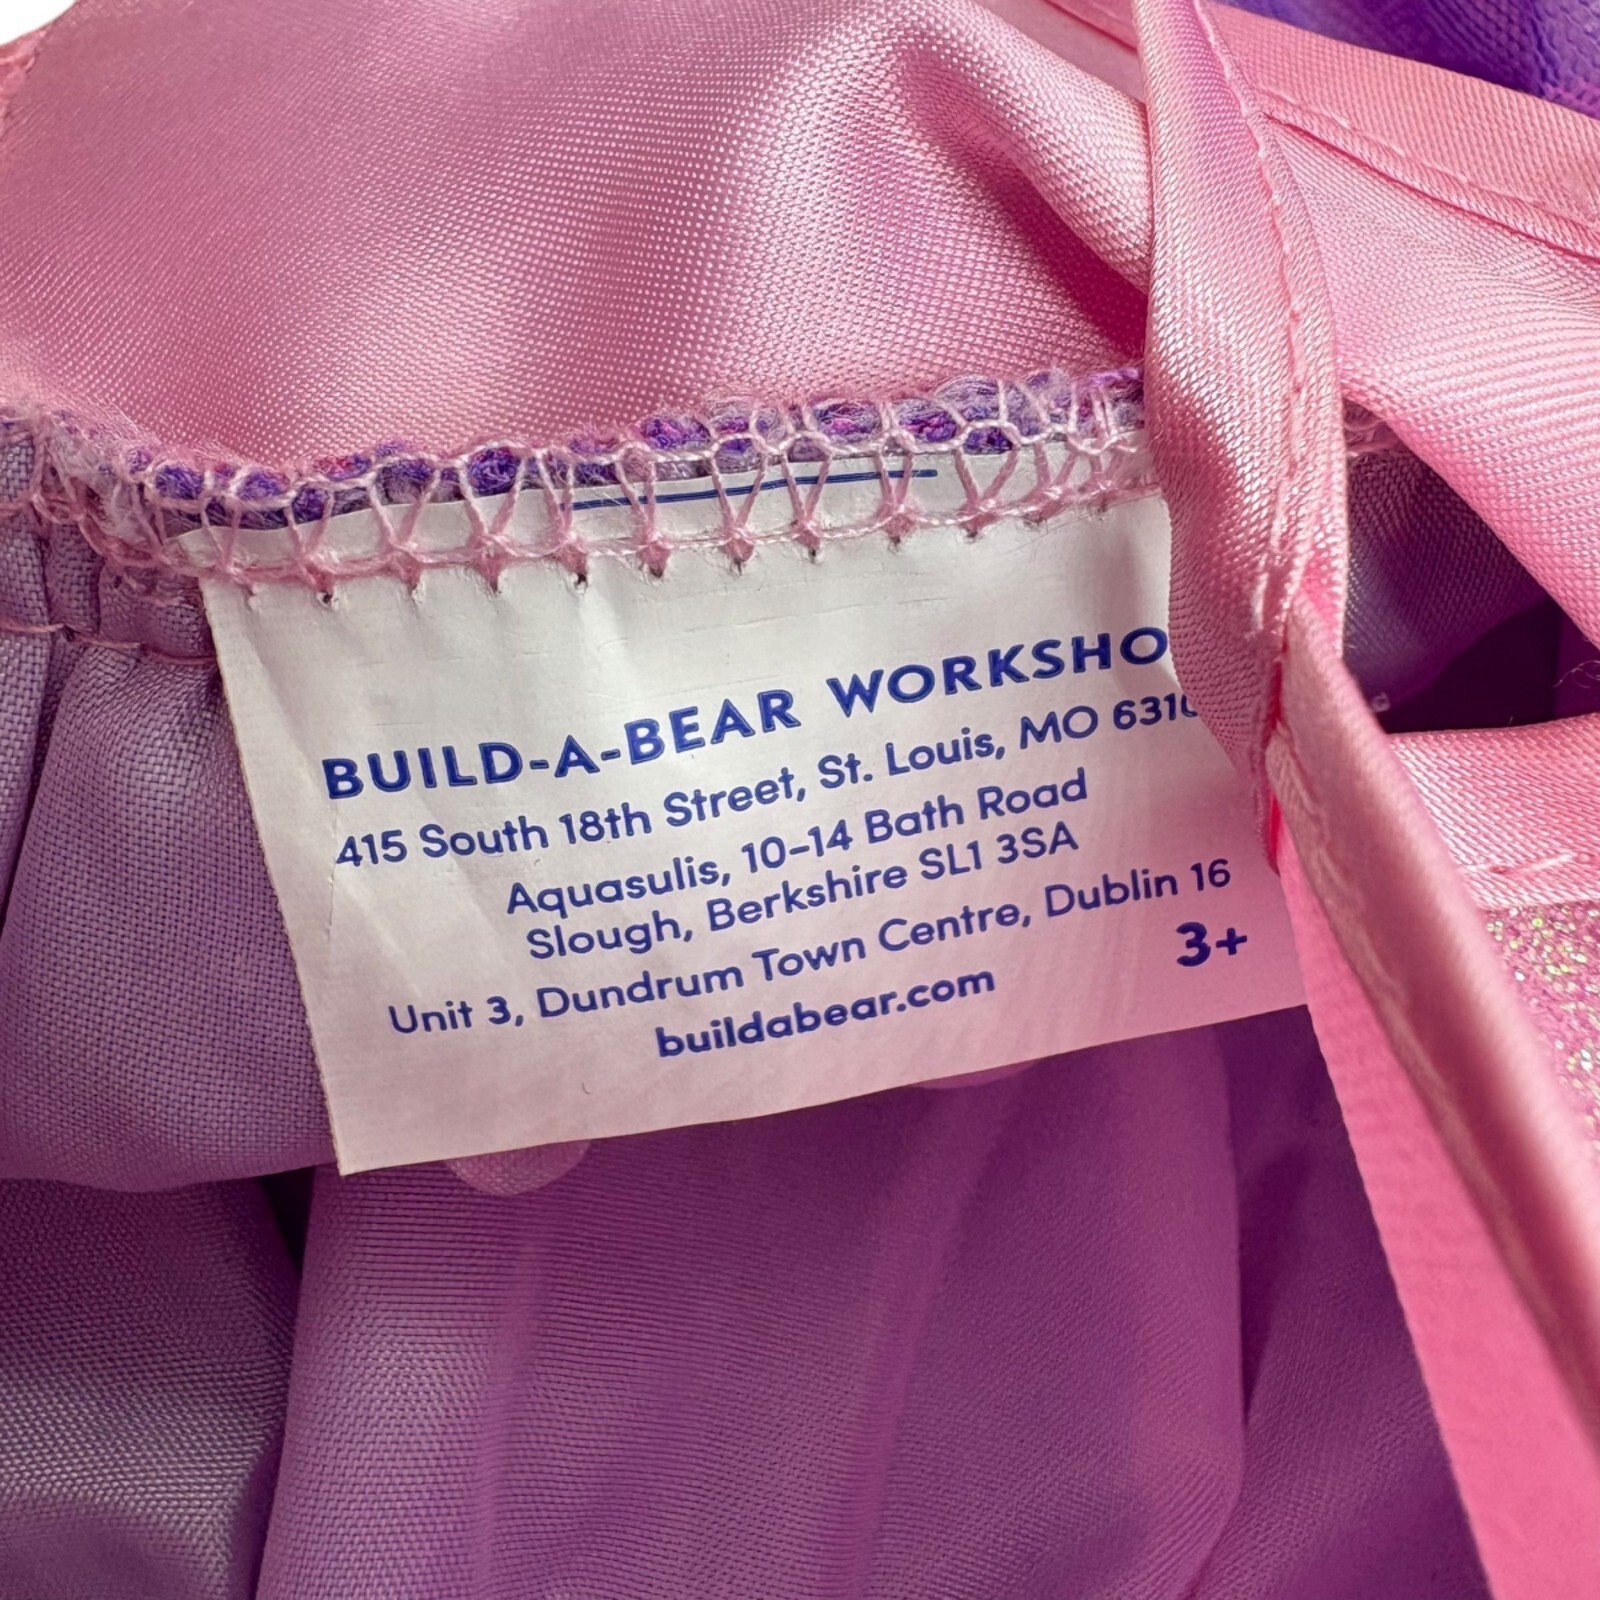 BUILD-A-BEAR WORKSHO
415 South 18th Street, St. Louis, MO 6310
Aquasulis, 10-14 Bath Road
Slough, Berkshire SL1 3SA
Unit 3, Dundrum Town Centre, Dublin 16
3+
buildabear.com